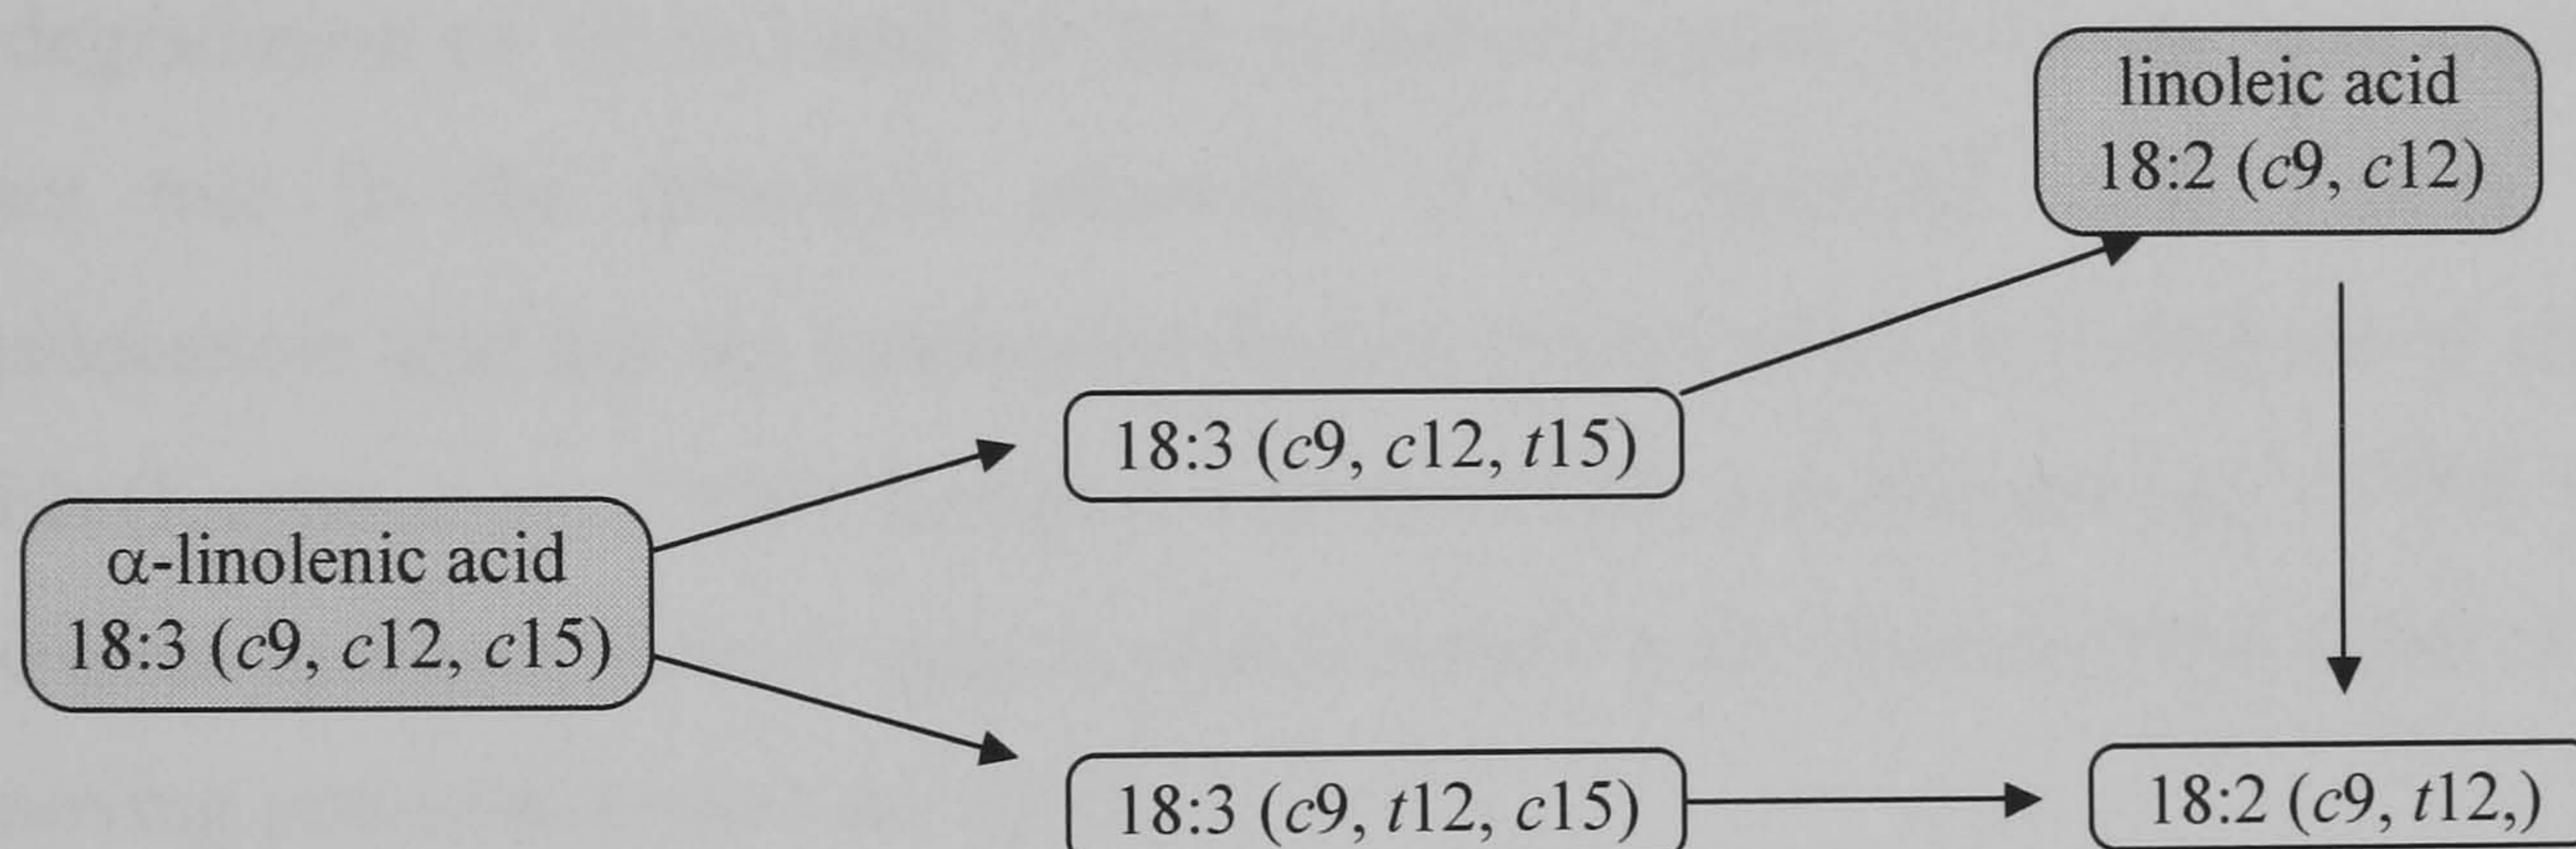 linoleic acid
18:2 (c9, c12)
18:3 (c9, c12, t15)
α-linolenic acid
18:3 (c9, c12, c15)
18:3 (c9, t12, c15)
18:2 (c9, t12,)